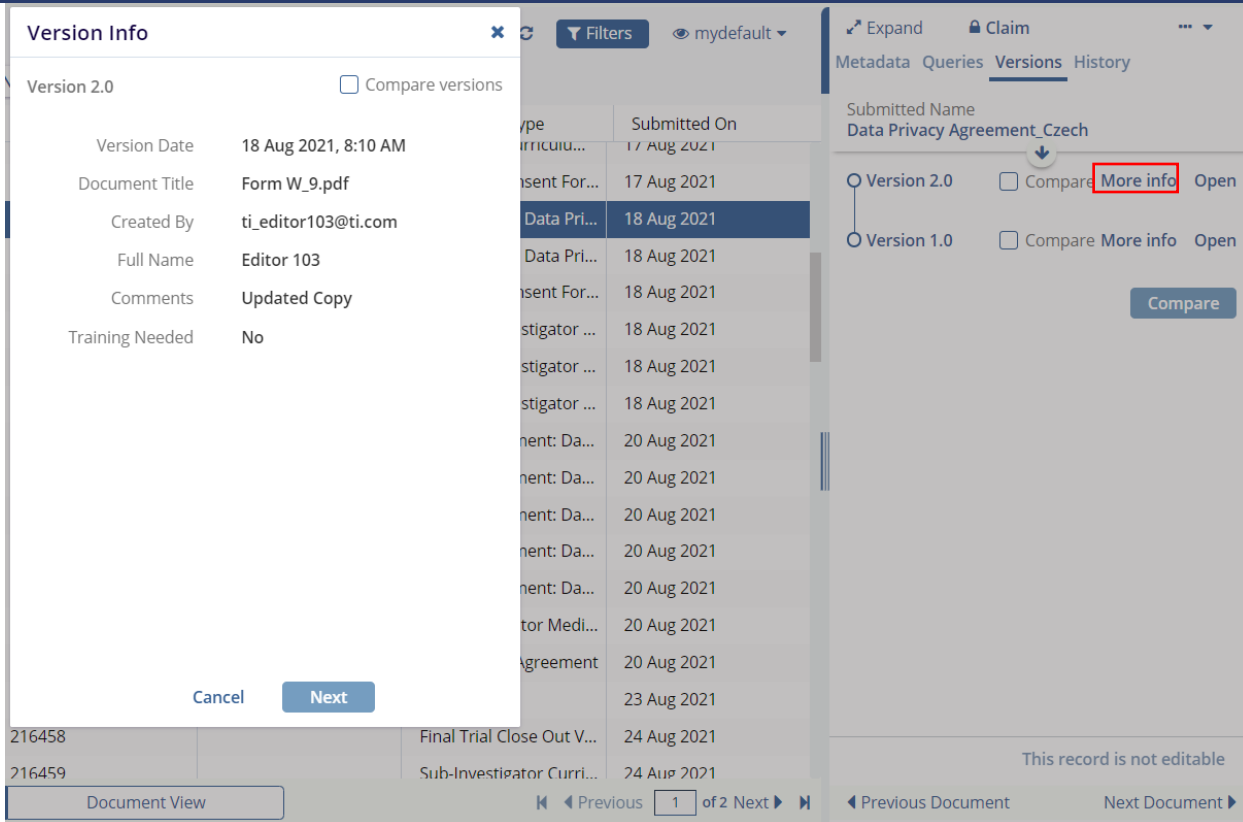 Version Info
Version 2.0
Compare versions
Version Date 18 Aug 2021, 8:10 AM
Document Title Form W_9.pdf
Created By ti_editor103@ti.com
Full Name Editor 103
Comments Updated Copy
Training Needed No
Cancel Next
Filters mydefault
ype Submitted On
urriculu... 17 Aug 2021
nsent For... 17 Aug 2021
Data Pri... 18 Aug 2021
Data Pri... 18 Aug 2021
nsent For... 18 Aug 2021
stigator ... 18 Aug 2021
stigator ... 18 Aug 2021
stigator ... 18 Aug 2021
nent: Da... 20 Aug 2021
nent: Da... 20 Aug 2021
nent: Da... 20 Aug 2021
nent: Da... 20 Aug 2021
nent: Da... 20 Aug 2021
tor Medi... 20 Aug 2021
Agreement 20 Aug 2021
23 Aug 2021
216458 Final Trial Close Out V... 24 Aug 2021
216459 Sub-Investigator Curri... 24 Aug 2021
Document View
Previous 1 of 2 Next
Expand Claim ...
Metadata Queries Versions History
Submitted Name
Data Privacy Agreement_Czech
Version 2.0 Compare More info Open
Version 1.0 Compare More info Open
Compare
This record is not editable
Previous Document Next Document